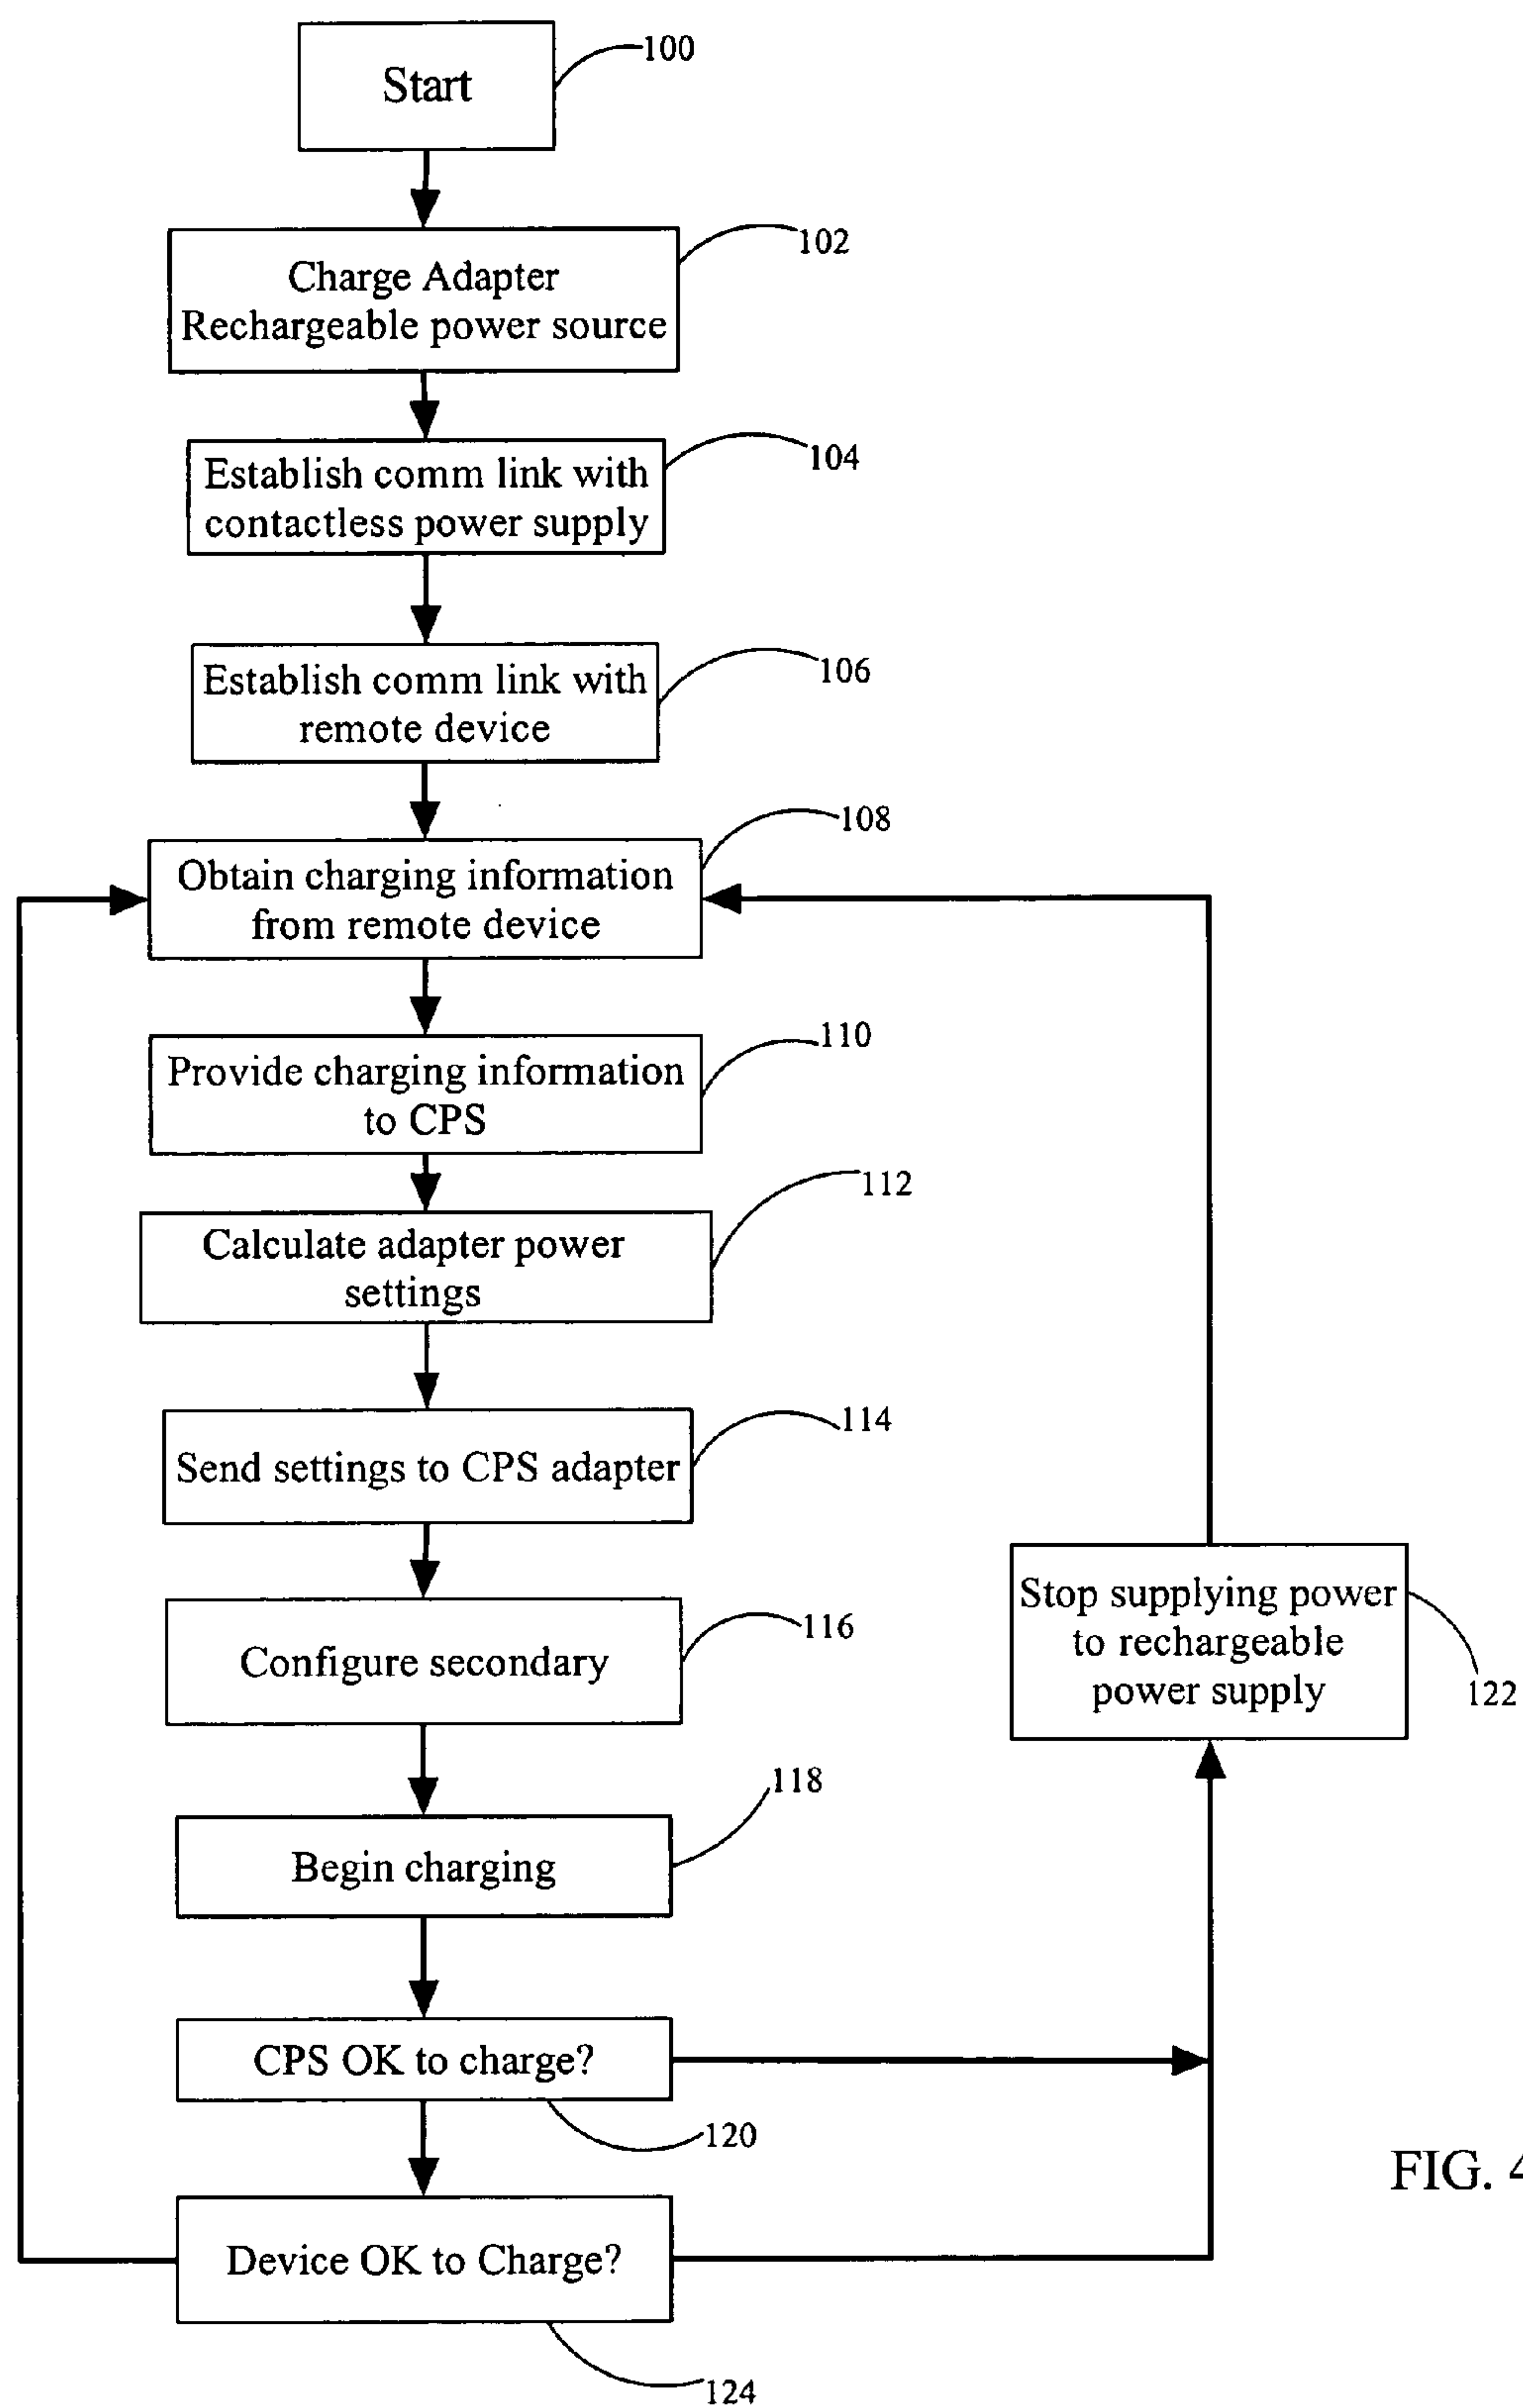 Start
100
Charge Adapter
Rechargeable power source
102
Establish comm link with
contactless power supply
104
Establish comm link with
remote device
106
Obtain charging information
from remote device
108
Provide charging information
to CPS
110
Calculate adapter power
settings
112
Send settings to CPS adapter
114
Configure secondary
116
Stop supplying power
to rechargeable
power supply
122
Begin charging
118
CPS OK to charge?
120
Device OK to Charge?
124
FIG. 4